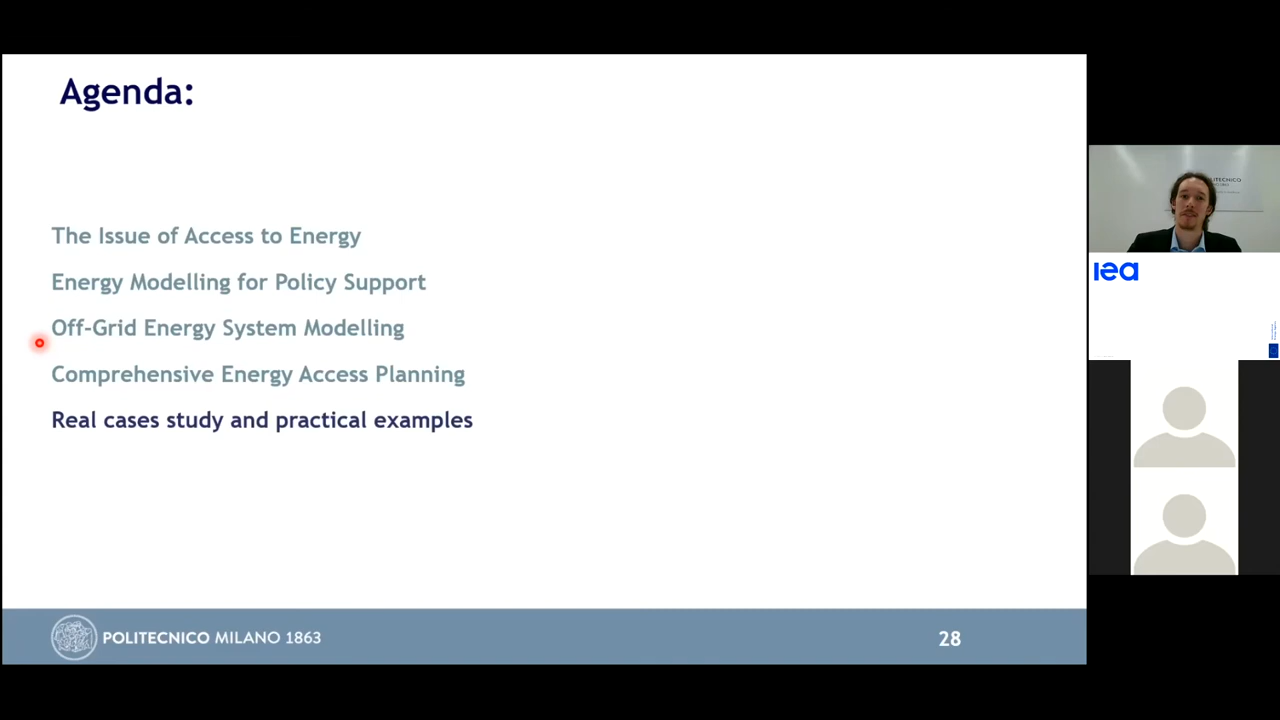 Agenda:
The Issue of Access to Energy
Energy Modelling for Policy Support
Off-Grid Energy System Modelling
Comprehensive Energy Access Planning
Real cases study and practical examples
POLITECNICO MILANO 1863
28
iea